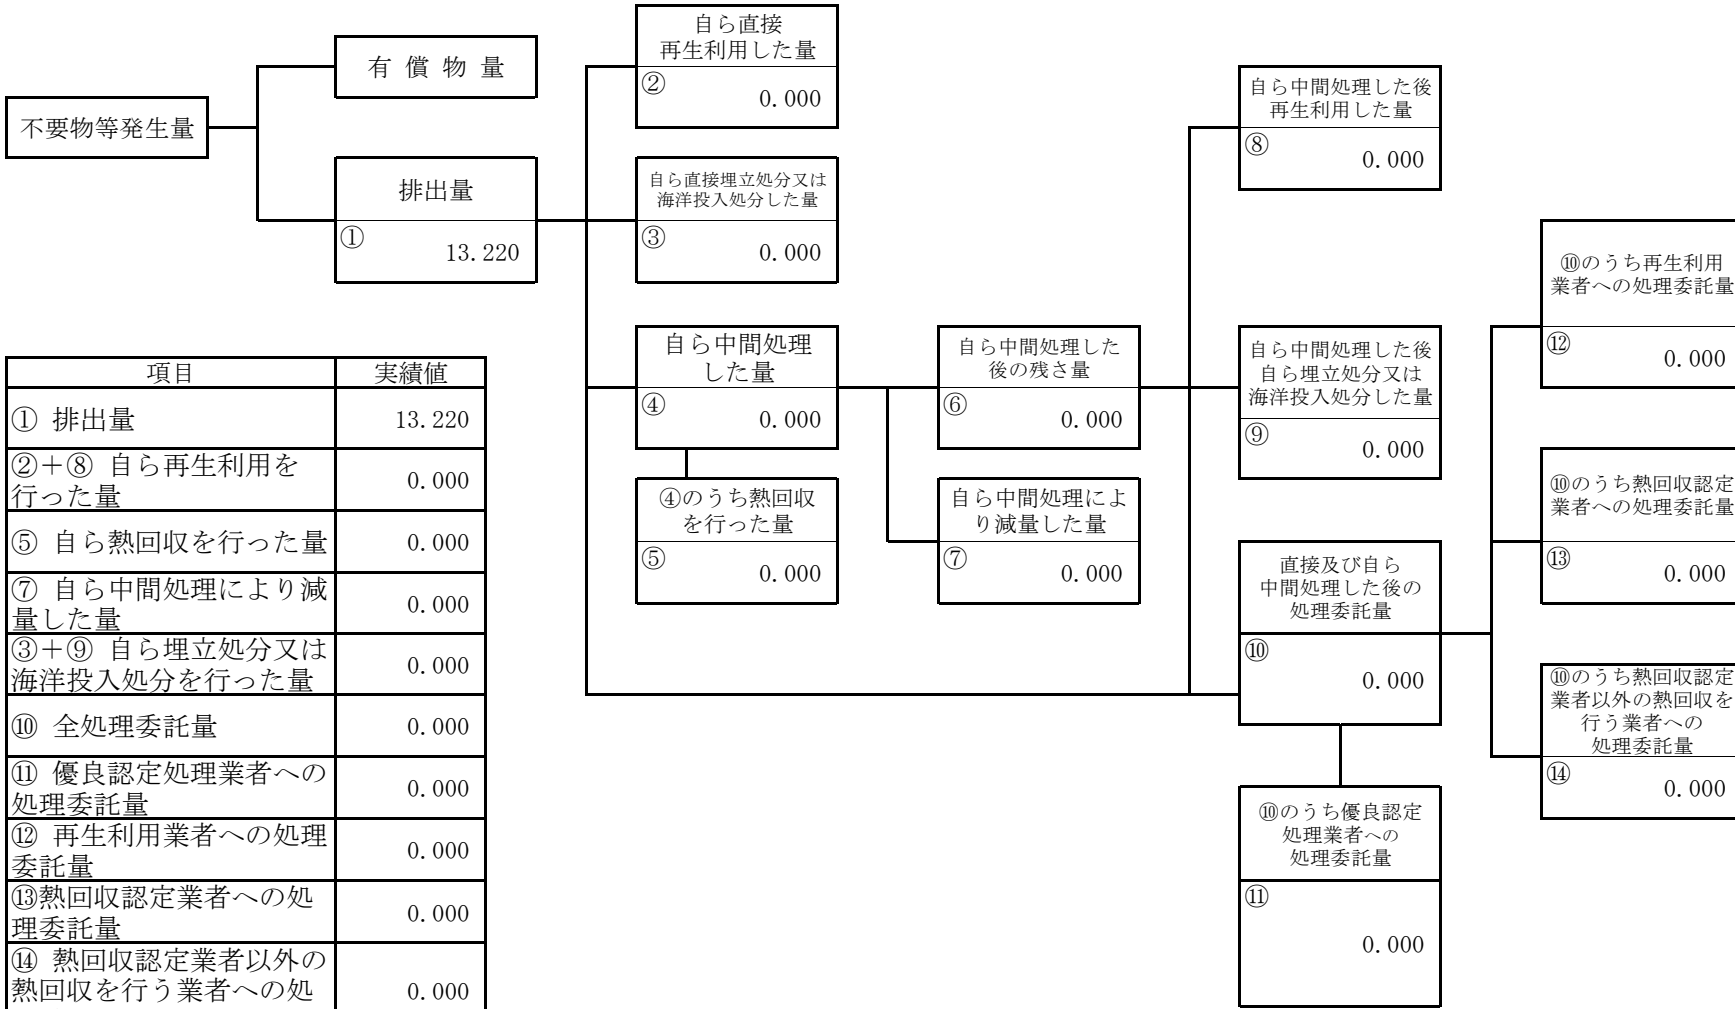 不要物等発生量
有 償 物 量
排出量
①
13.220
自ら直接
再生利用した量
②
0.000
自ら直接埋立処分又は
海洋投入処分した量
③
0.000
自ら中間処理
した量
④
0.000
④のうち熱回収
を行った量
⑤
0.000
自ら中間処理した
後の残さ量
⑥
0.000
自ら中間処理によ
り減量した量
⑦
0.000
自ら中間処理した後
再生利用した量
⑧
0.000
自ら中間処理した後
自ら埋立処分又は
海洋投入処分した量
⑨
0.000
直接及び自ら
中間処理した後の
処理委託量
⑩
0.000
⑩のうち優良認定
処理業者への
処理委託量
⑪
0.000
⑩のうち再生利用
業者への処理委託量
⑫
0.000
⑩のうち熱回収認定
業者への処理委託量
⑬
0.000
⑩のうち熱回収認定
業者以外の熱回収を
行う業者への
処理委託量
⑭
0.000
項目 実績値
① 排出量 13.220
②+⑧ 自ら再生利用を
行った量 0.000
⑤ 自ら熱回収を行った量 0.000
⑦ 自ら中間処理により減
量した量 0.000
③+⑨ 自ら埋立処分又は
海洋投入処分を行った量 0.000
⑩ 全処理委託量 0.000
⑪ 優良認定処理業者への
処理委託量 0.000
⑫ 再生利用業者への処理
委託量 0.000
⑬熱回収認定業者への処
理委託量 0.000
⑭ 熱回収認定業者以外の
熱回収を行う業者への処 0.000